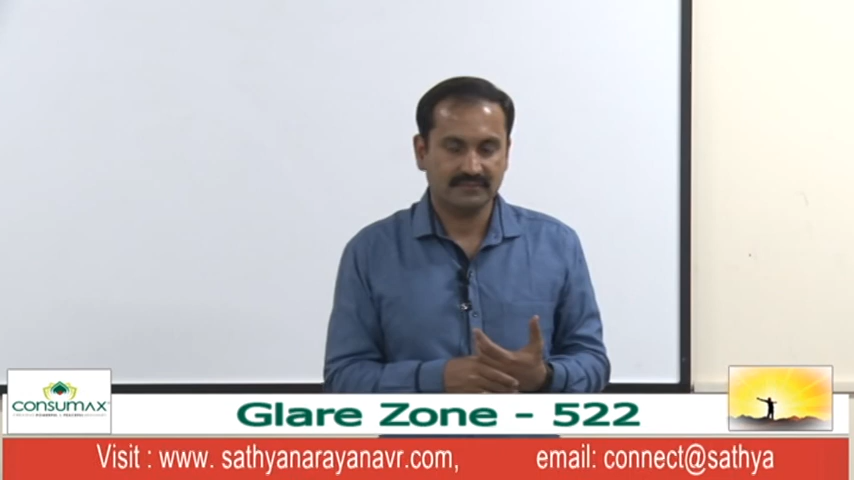 CONSUMAX
Glare Zone - 522
Visit : www. sathyanarayanavr.com, email: connect@sathya